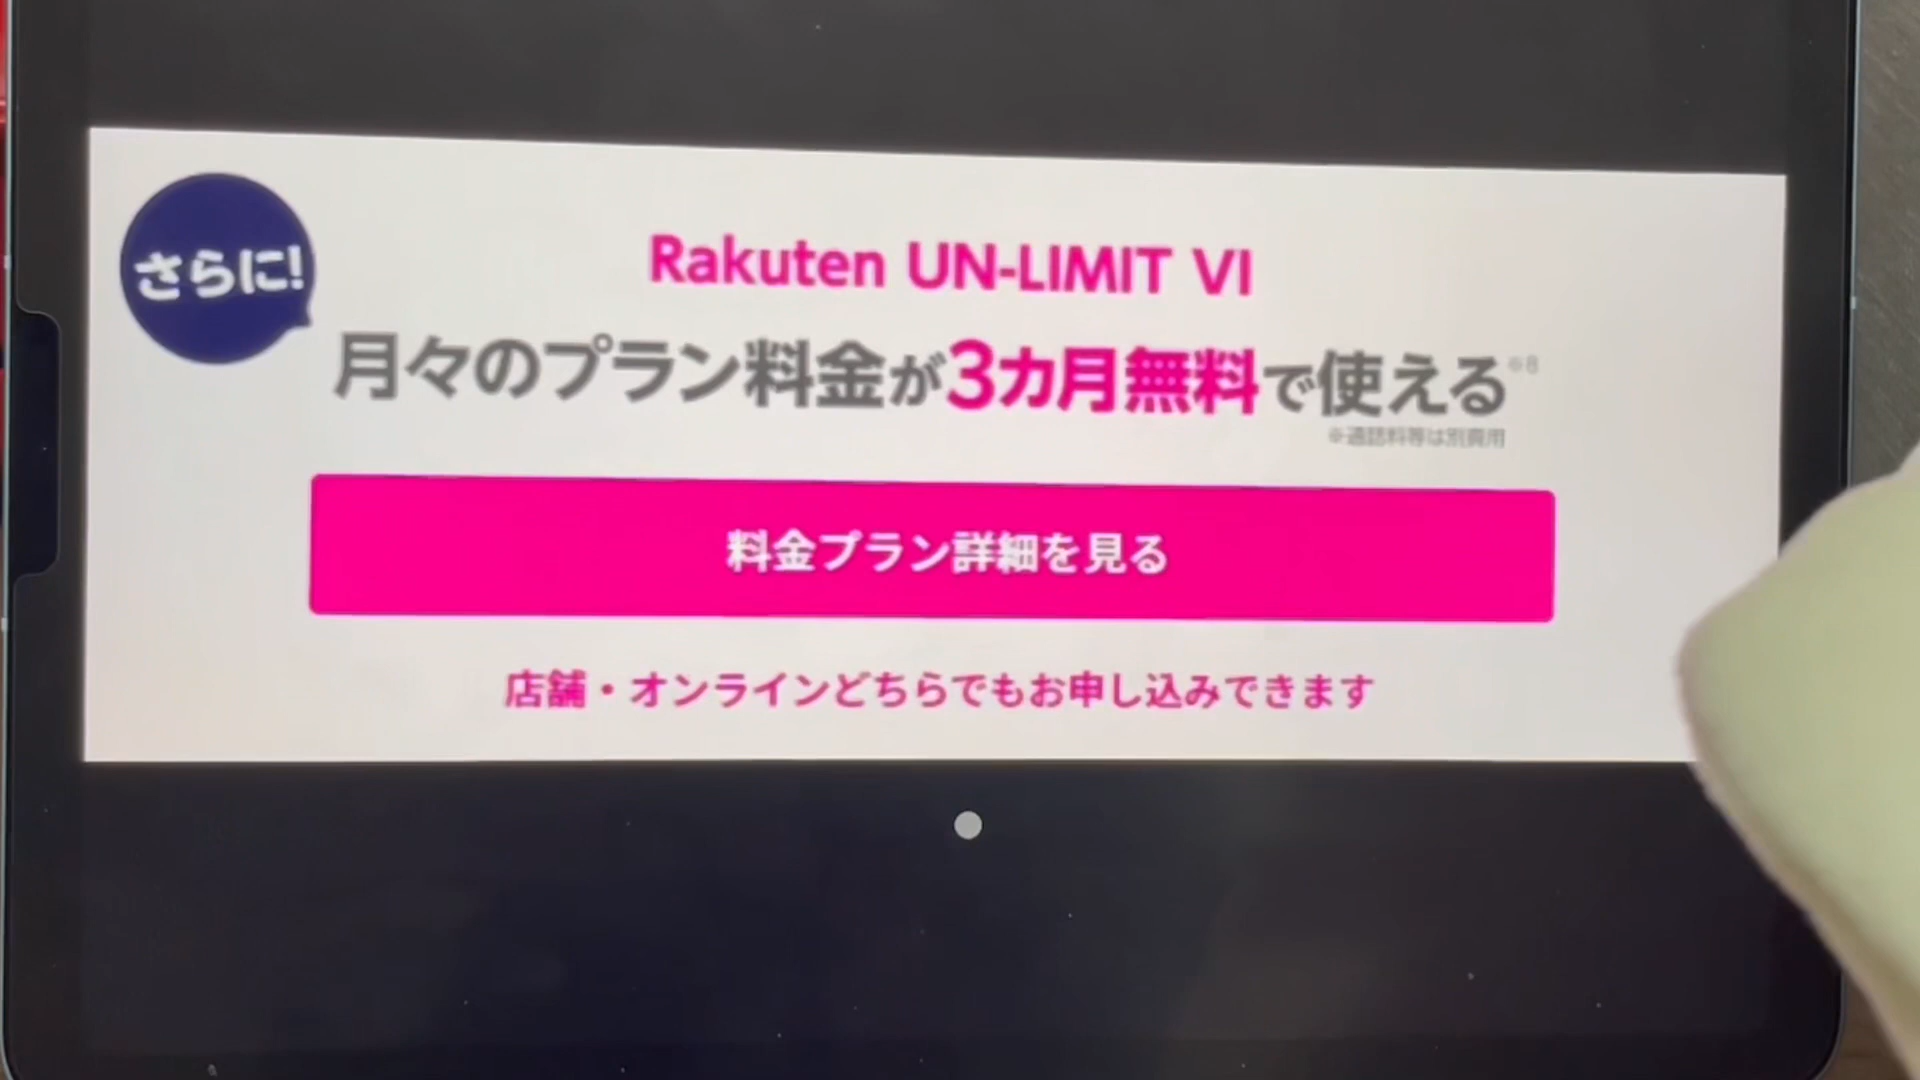 さらに!
Rakuten UN-LIMIT VI
月々のプラン料金が3カ月無料で使える※8
※通話料等は別費用
料金プラン詳細を見る
店舗・オンラインどちらでもお申し込みできます